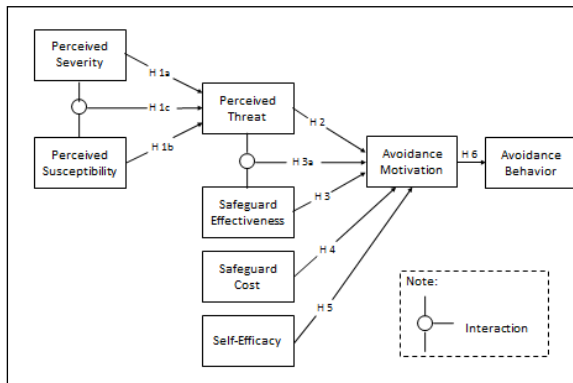 Perceived
Severity
H 1a
H 1c
Perceived
Threat
H 2
H 1b
Perceived
Susceptibility
H 3a
Avoidance
Motivation
H 6
Avoidance
Behavior
Safeguard
Effectiveness
H 3
Safeguard
Cost
H 4
Self-Efficacy
H 5
Note:
Interaction